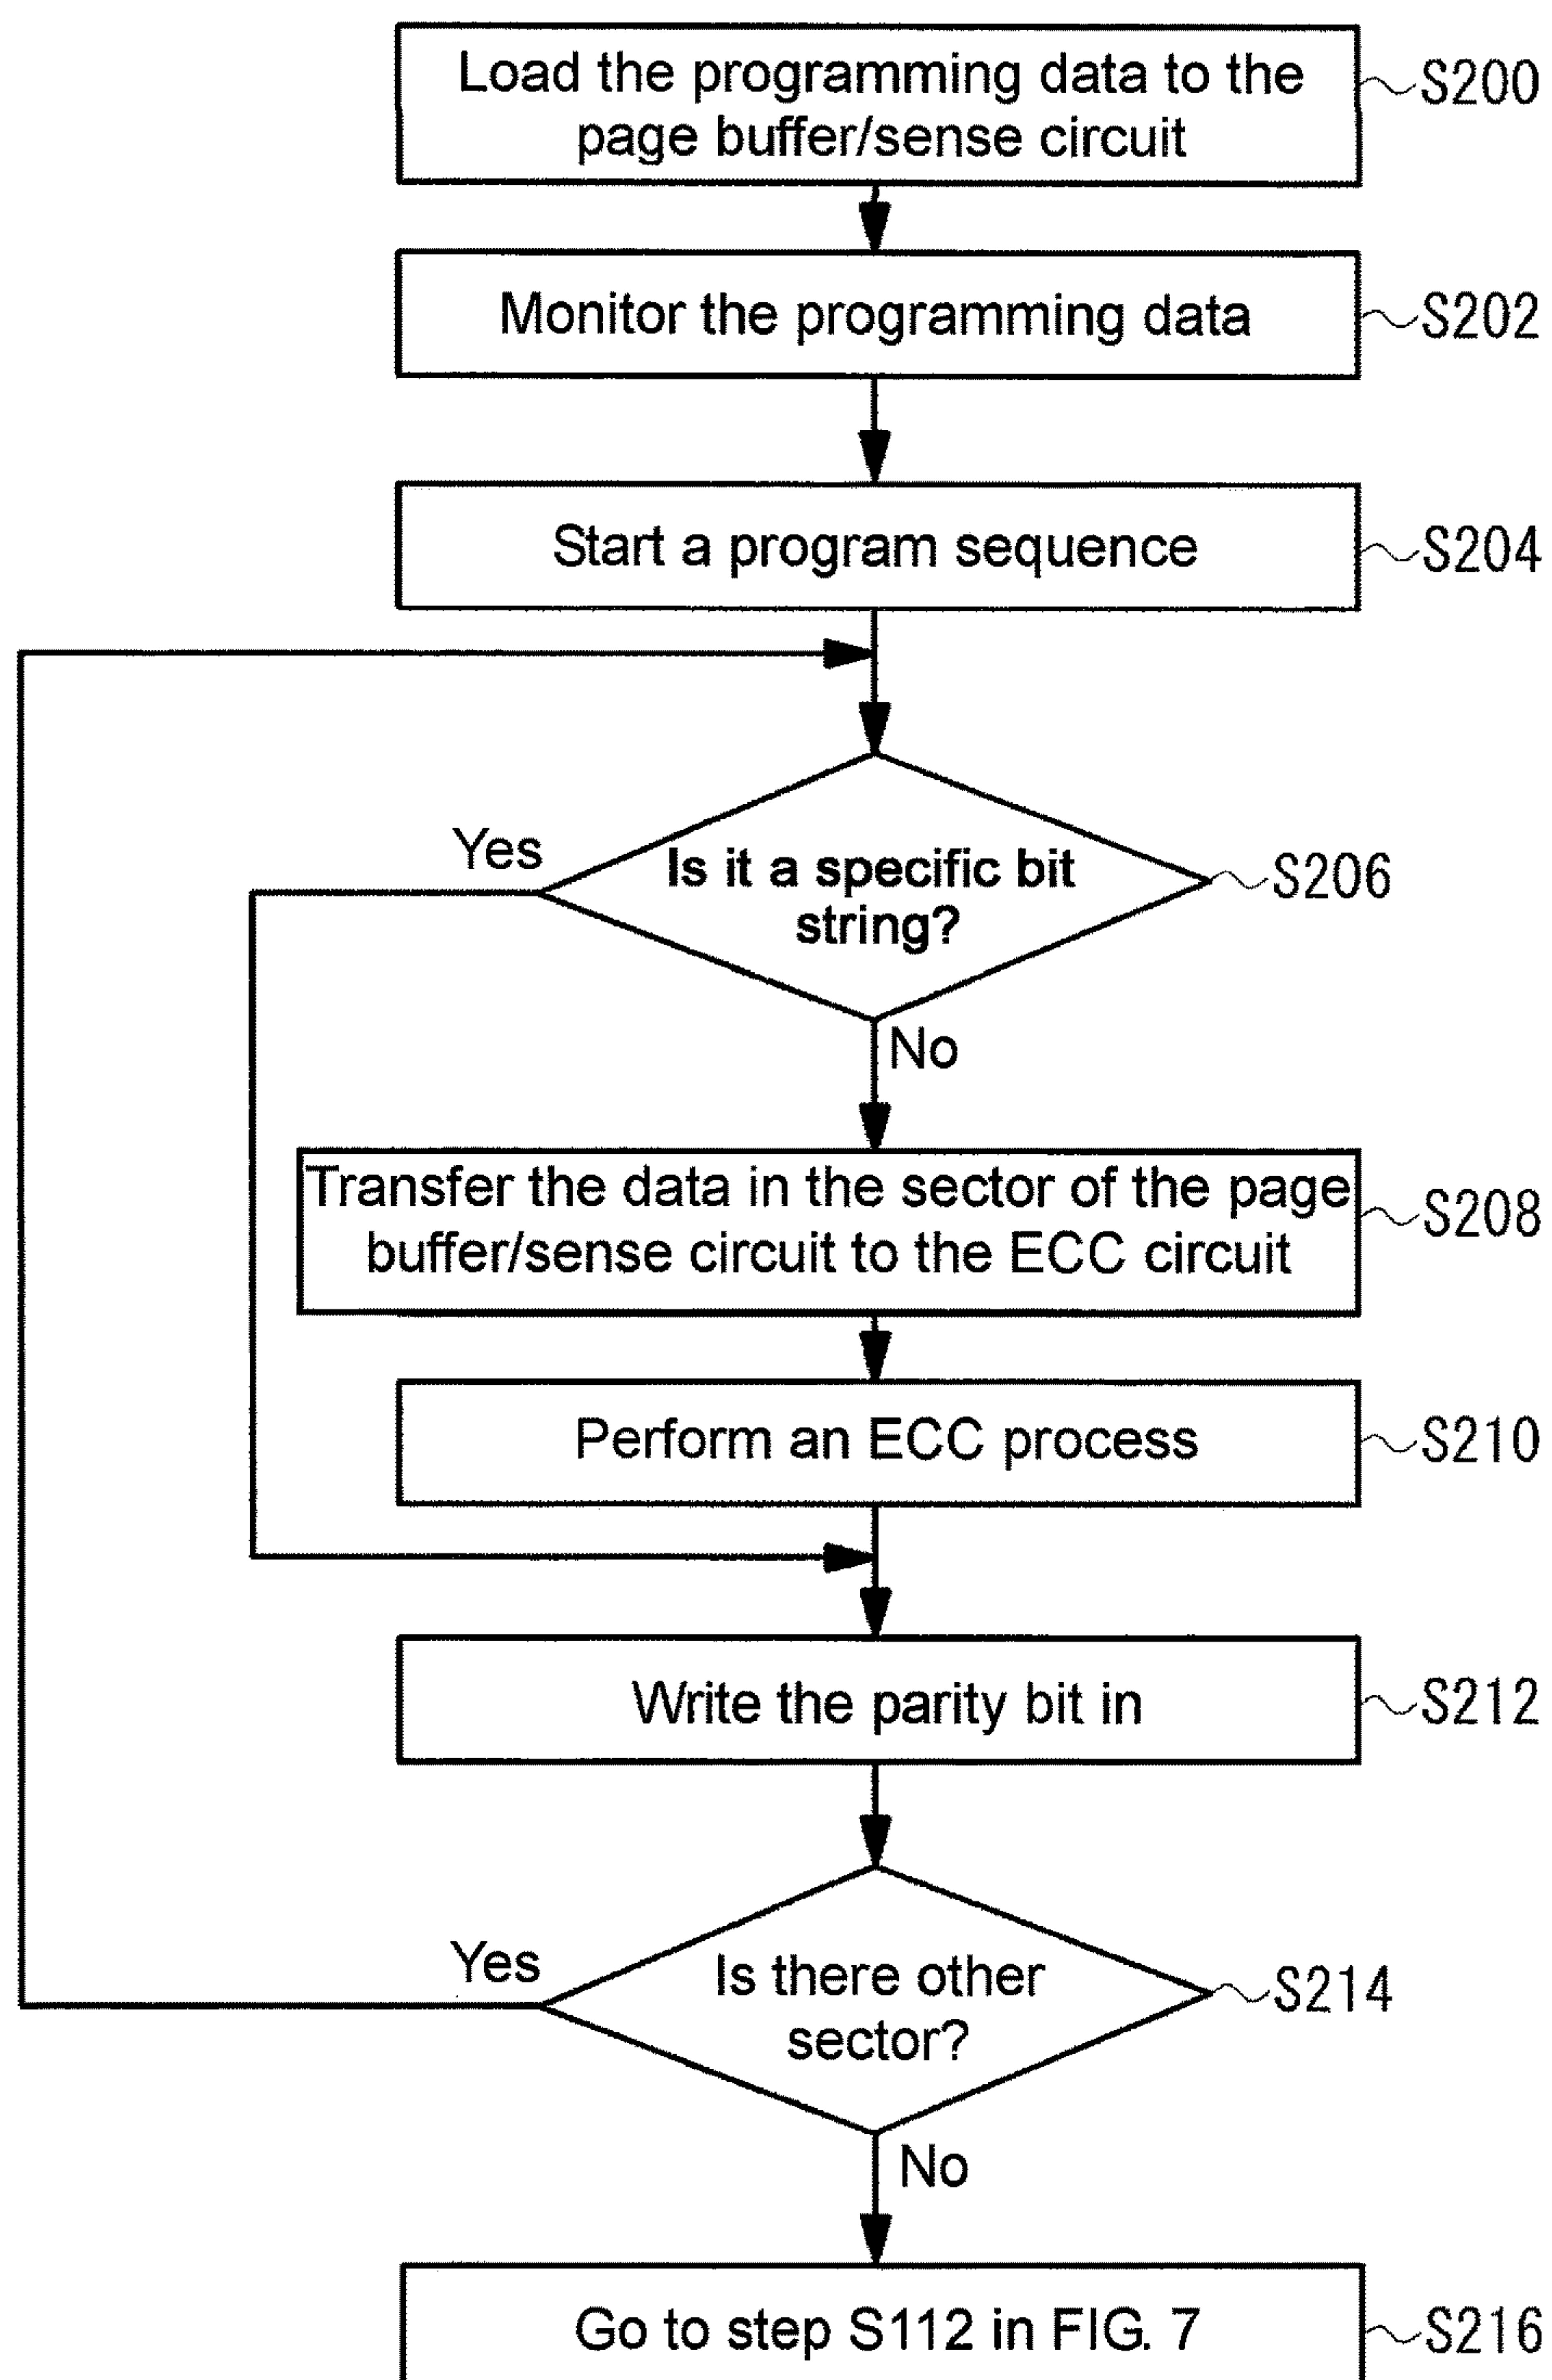 Load the programming data to the
page buffer/sense circuit
S200
Monitor the programming data
S202
Start a program sequence
S204
Yes
Is it a specific bit
string?
S206
No
Transfer the data in the sector of the page
buffer/sense circuit to the ECC circuit
S208
Perform an ECC process
S210
Write the parity bit in
S212
Yes
Is there other
sector?
S214
No
Go to step S112 in FIG. 7
S216